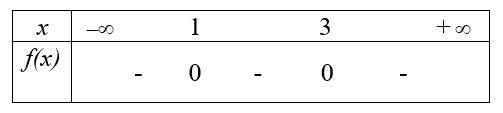 x –∞ 1 3 +∞
f(x) - 0 - 0 -